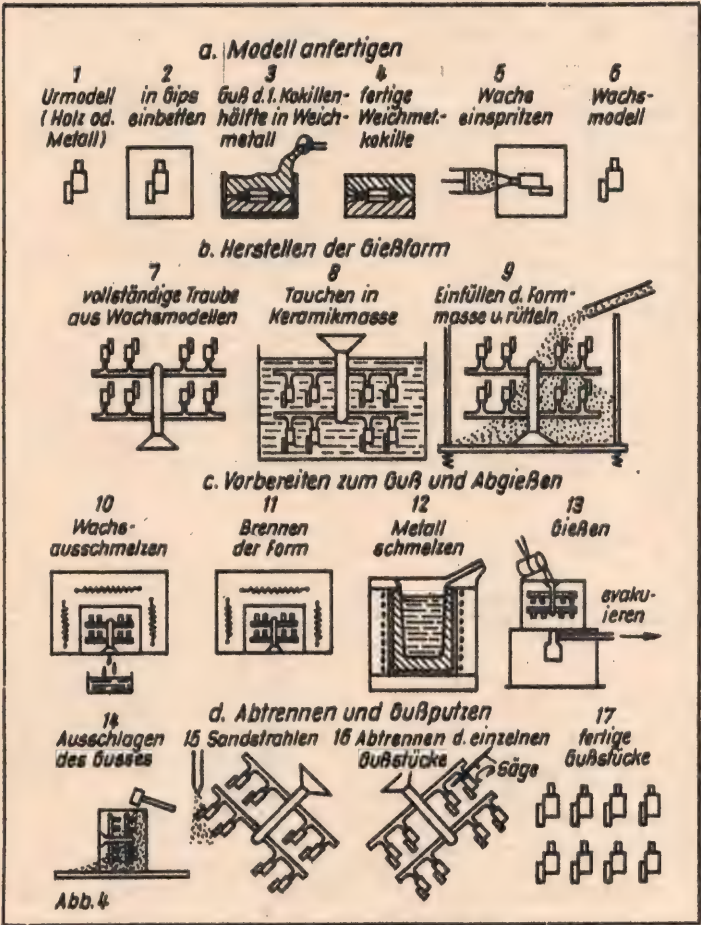 a. Modell anfertigen
1
Urmodell
(Holz od.
Metall)
2
in Gips
einbetten
3
Guß d. 1. Kokillen-
hälfte in Weich-
metall
4
fertige
Weichmet.-
kokille
5
Wachs
einspritzen
6
Wachs-
modell
b. Herstellen der Gießform
7
vollständige Traube
aus Wachsmodellen
8
Tauchen in
Keramikmasse
9
Einfüllen d. Form-
masse u. rütteln
c. Vorbereiten zum Guß und Abgießen
10
Wachs-
ausschmelzen
11
Brennen
der Form
12
Metall
schmelzen
13
Gießen
evaku-
ieren
d. Abtrennen und Gußputzen
14
Ausschlagen
des Gusses
15 Sandstrahlen
16 Abtrennen d. einzelnen
Gußstücke
Säge
17
fertige
Gußstücke
Abb. 4